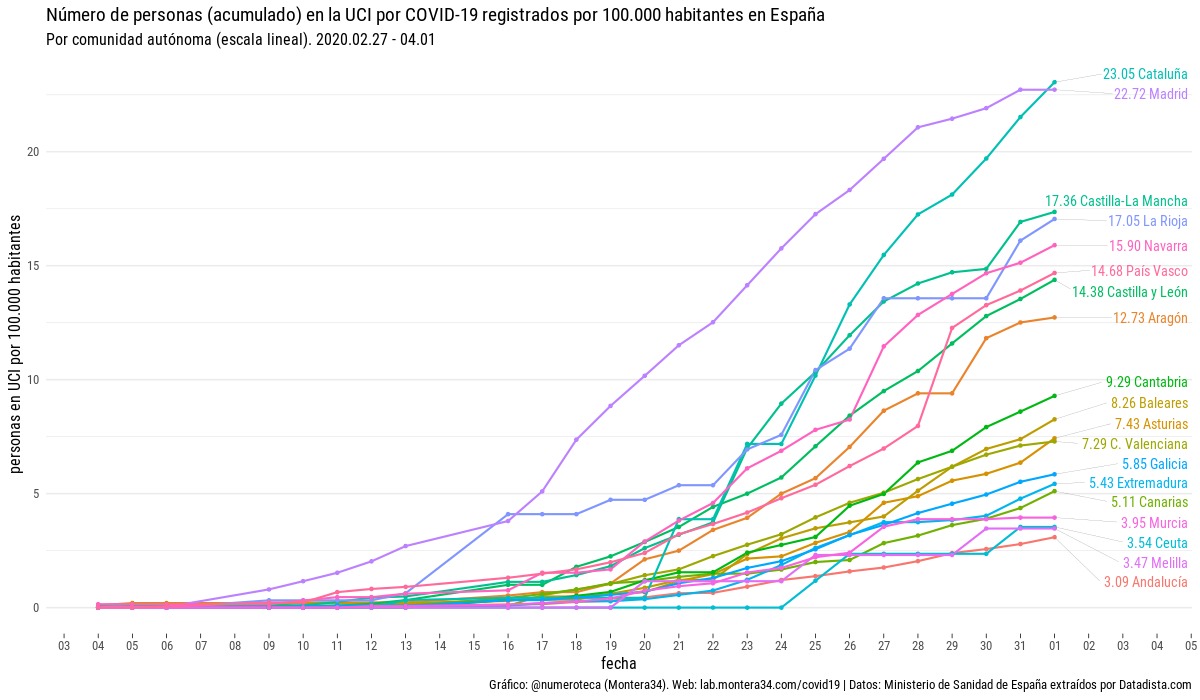 Número de personas (acumulado) en la UCI por COVID-19 registrados por 100.000 habitantes en España
Por comunidad autónoma (escala lineal). 2020.02.27 - 04.01
personas en UCI por 100.000 habitantes
20
15
10
5
0
23.05 Cataluña
22.72 Madrid
17.36 Castilla-La Mancha
17.05 La Rioja
15.90 Navarra
14.68 País Vasco
14.38 Castilla y León
12.73 Aragón
9.29 Cantabria
8.26 Baleares
7.43 Asturias
7.29 C. Valenciana
5.85 Galicia
5.43 Extremadura
5.11 Canarias
3.95 Murcia
3.54 Ceuta
3.47 Melilla
3.09 Andalucía
03 04 05 06 07 08 09 10 11 12 13 14 15 16 17 18 19 20 21 22 23 24 25 26 27 28 29 30 31 01 02 03 04 05
fecha
Gráfico: @numeroteca (Montera34). Web: lab.montera34.com/covid19 | Datos: Ministerio de Sanidad de España extraídos por Datadista.com